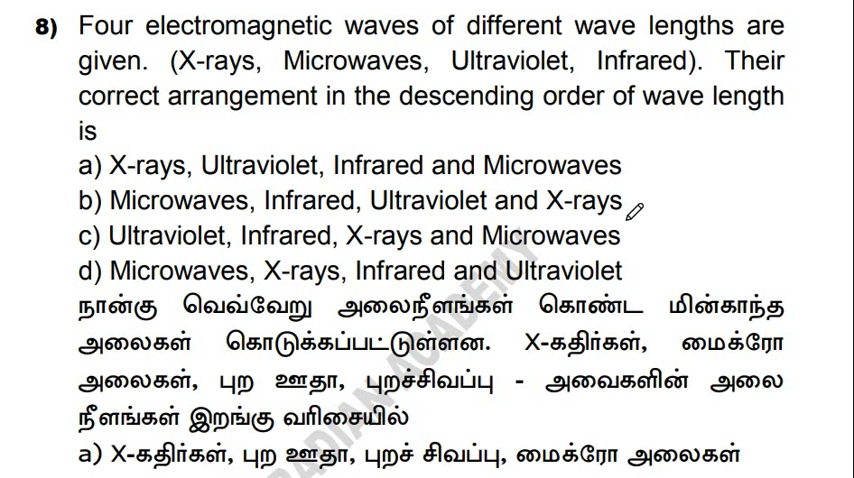 8) Four electromagnetic waves of different wave lengths are
given. (X-rays, Microwaves, Ultraviolet, Infrared). Their
correct arrangement in the descending order of wave length
is
a) X-rays, Ultraviolet, Infrared and Microwaves
b) Microwaves, Infrared, Ultraviolet and X-rays
c) Ultraviolet, Infrared, X-rays and Microwaves
d) Microwaves, X-rays, Infrared and Ultraviolet
நான்கு வெவ்வேறு அலைநீளங்கள் கொண்ட மின்காந்த
அலைகள் கொடுக்கப்பட்டுள்ளன. X-கதிர்கள், மைக்ரோ
அலைகள், புற ஊதா, புறச்சிவப்பு - அவைகளின் அலை
நீளங்கள் இறங்கு வரிசையில்
a) X-கதிர்கள், புற ஊதா, புறச் சிவப்பு, மைக்ரோ அலைகள்
RADIAN ACADEMY